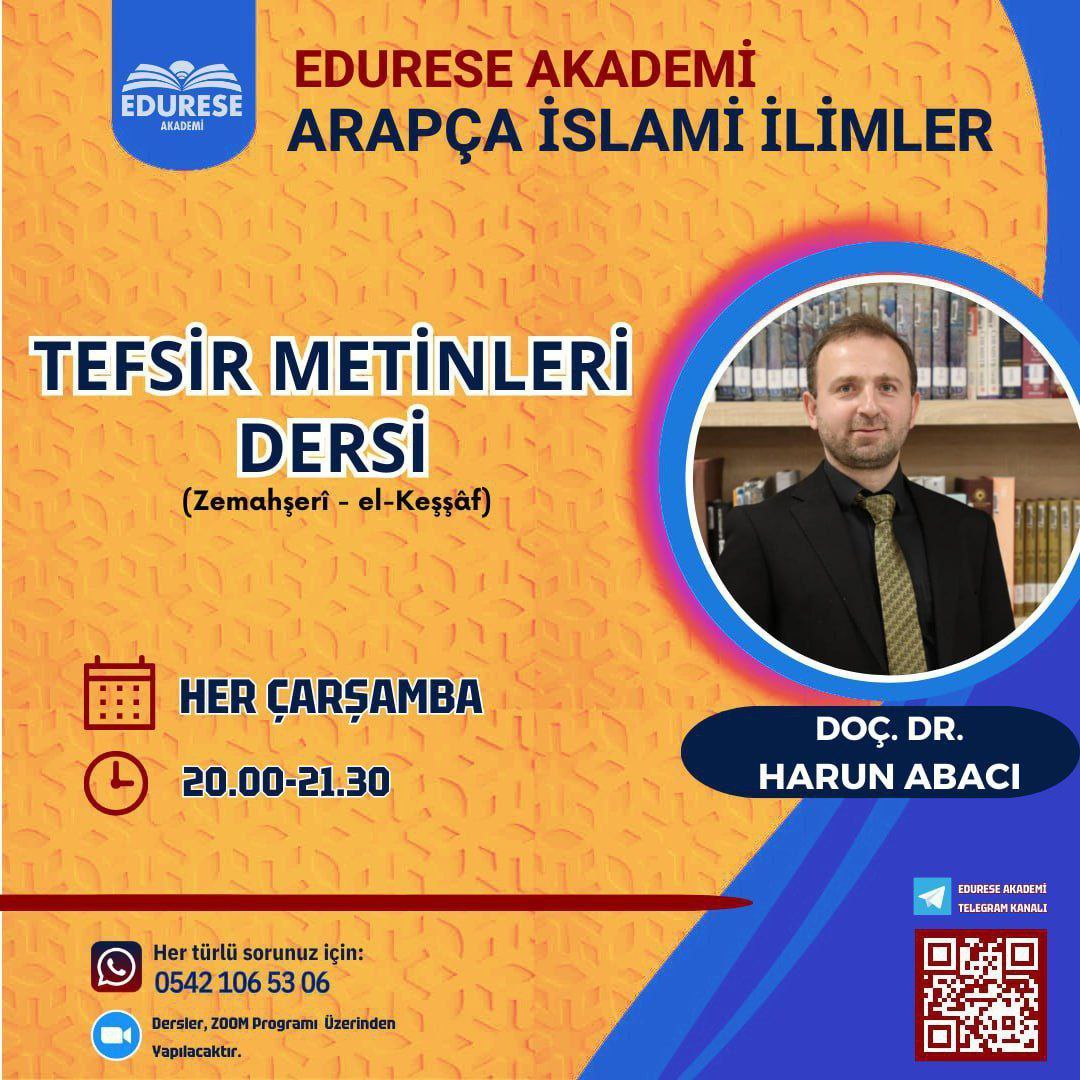 EDURESE
AKADEMİ
EDURESE AKADEMİ
ARAPÇA İSLAMİ İLİMLER
TEFSİR METİNLERİ
DERSİ
(Zemahşerî - el-Keşşâf)
HER ÇARŞAMBA
20.00-21.30
DOÇ. DR.
HARUN ABACI
EDURESE AKADEMİ
TELEGRAM KANALI
Her türlü sorunuz için:
0542 106 53 06
Dersler, ZOOM Programı Üzerinden
Yapılacaktır.